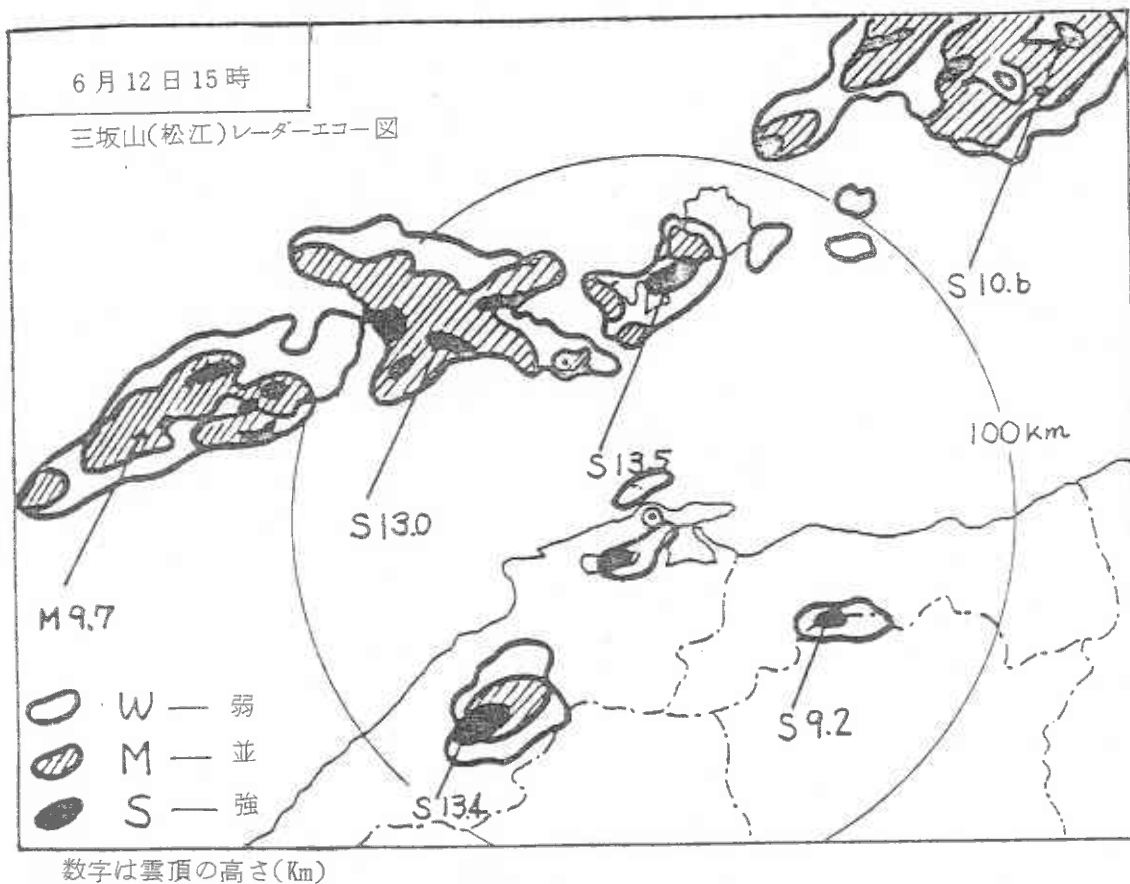 6月12日15時
三坂山(松江)レーダーエコー図
S10.6
100km
S13.5
S13.0
M9.7
S9.2
S13.4
W — 弱
M — 並
S — 強
数字は雲頂の高さ(Km)